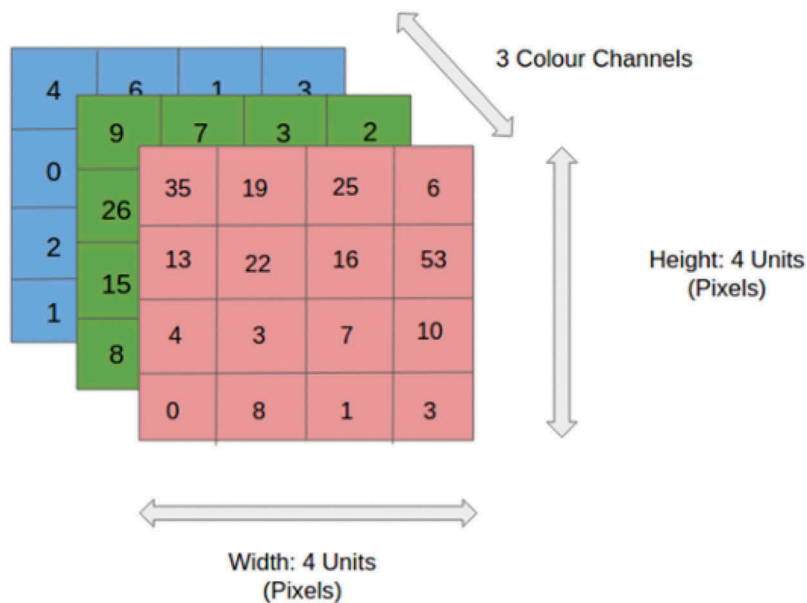 3 Colour Channels
4 6 1 3
9 7 3 2
35 19 25 6
0
26
13 22 16 53
Height: 4 Units
(Pixels)
2
15
4 3 7 10
1
8
0 8 1 3
Width: 4 Units
(Pixels)